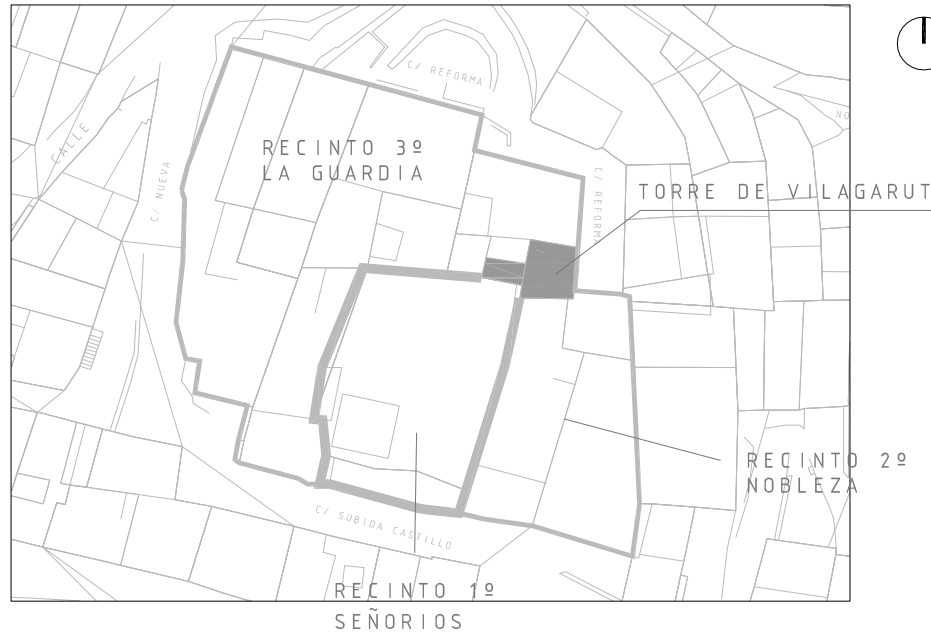 C/ REFORMA
CALLE
NO
RECINTO 3º
LA GUARDIA
C/ NUEVA
C/ REFORMA
TORRE DE VILAGARUT
RECINTO 2º
NOBLEZA
C/ SUBIDA CASTILLO
RECINTO 1º
SEÑORIOS